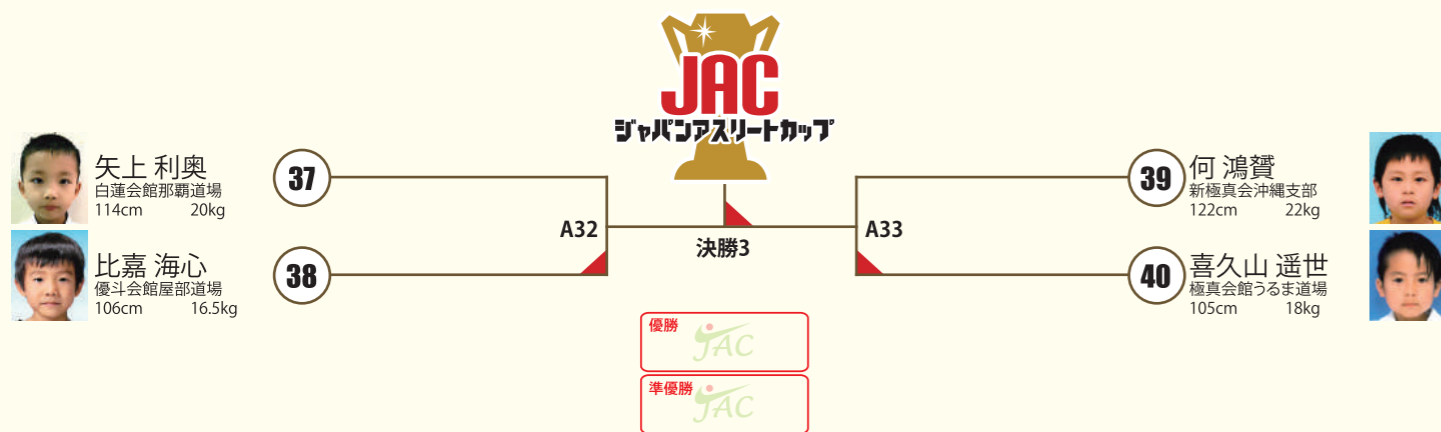 JAC
ジャパンアスリートカップ
矢上 利奥
白蓮会館那覇道場
114cm 20kg
37
比嘉 海心
優斗会館屋部道場
106cm 16.5kg
38
A32
決勝3
A33
39
何 鴻贇
新極真会沖縄支部
122cm 22kg
40
喜久山 遥世
極真会館うるま道場
105cm 18kg
優勝
JAC
準優勝
JAC